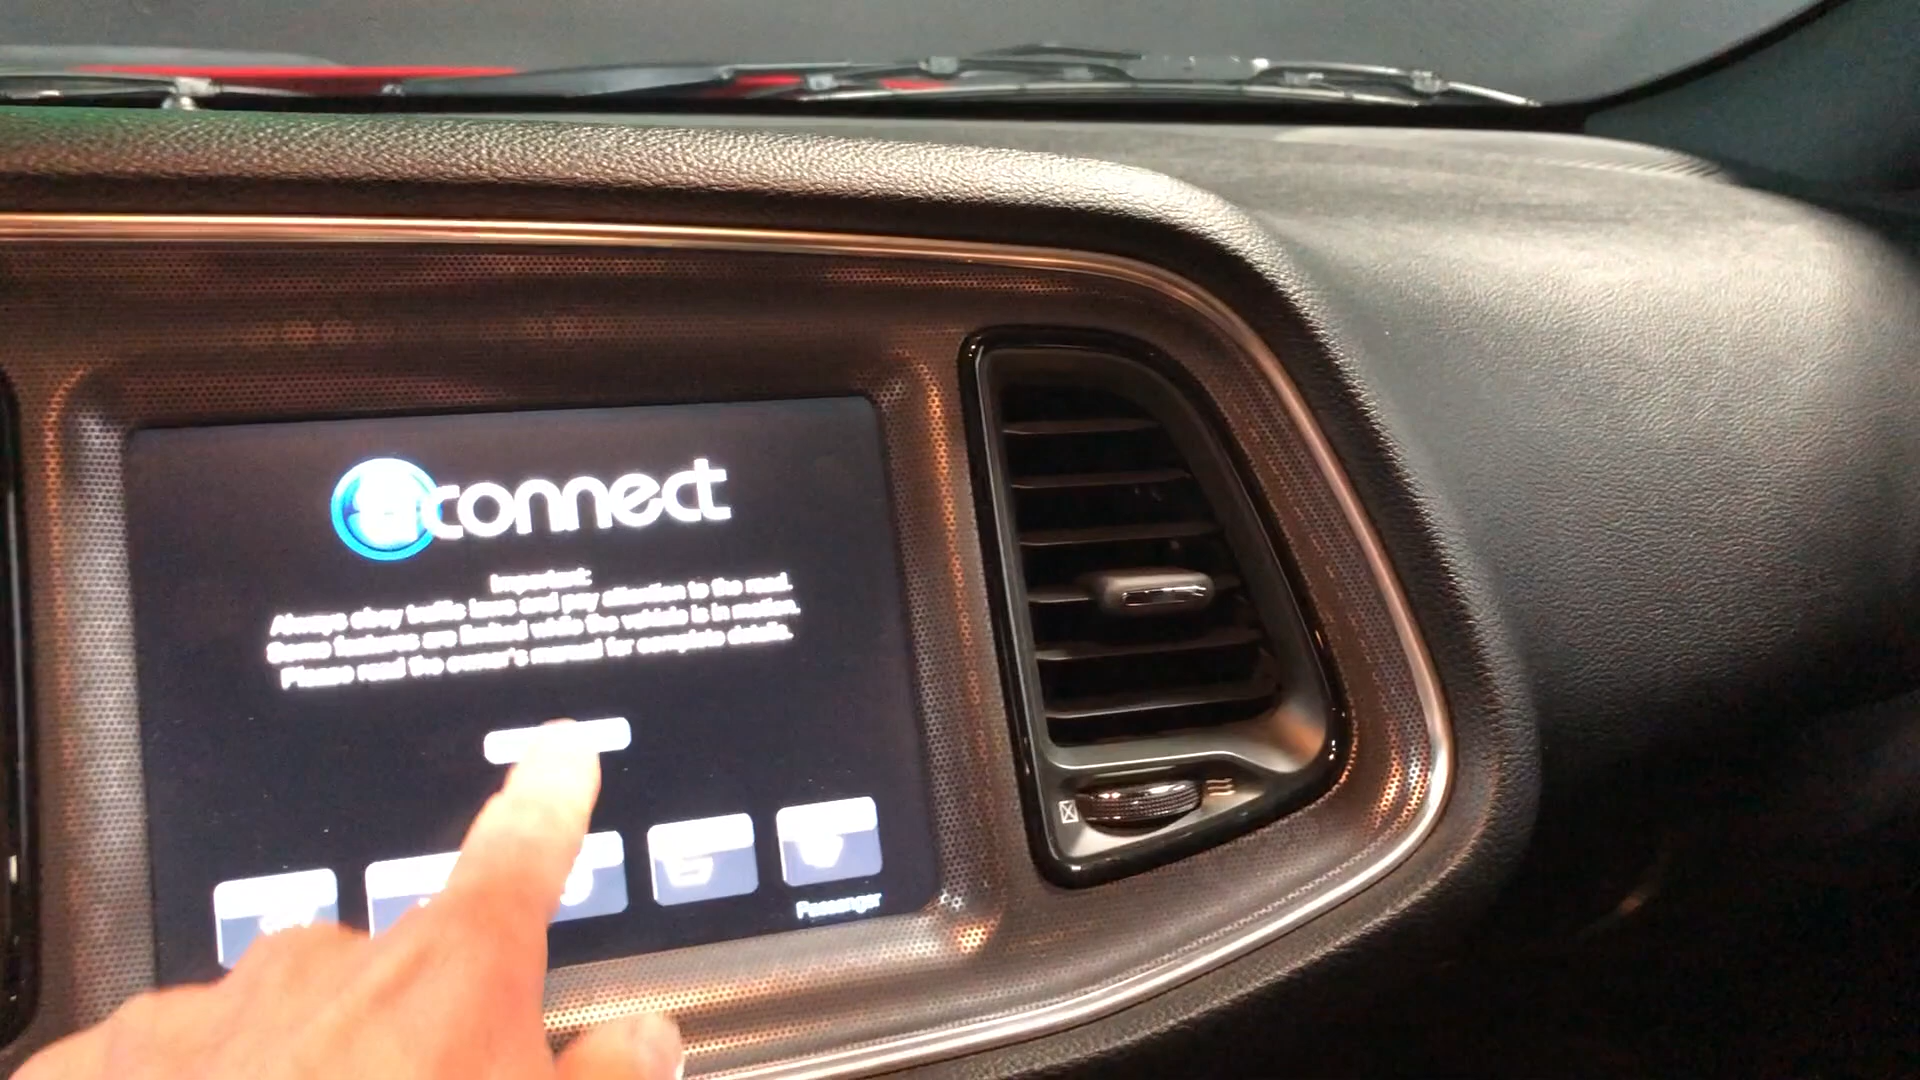 connect
Important:
Always obey traffic laws and pay attention to the road.
Some features are limited while the vehicle is in motion.
Please read the owner's manual for complete details.
Passenger